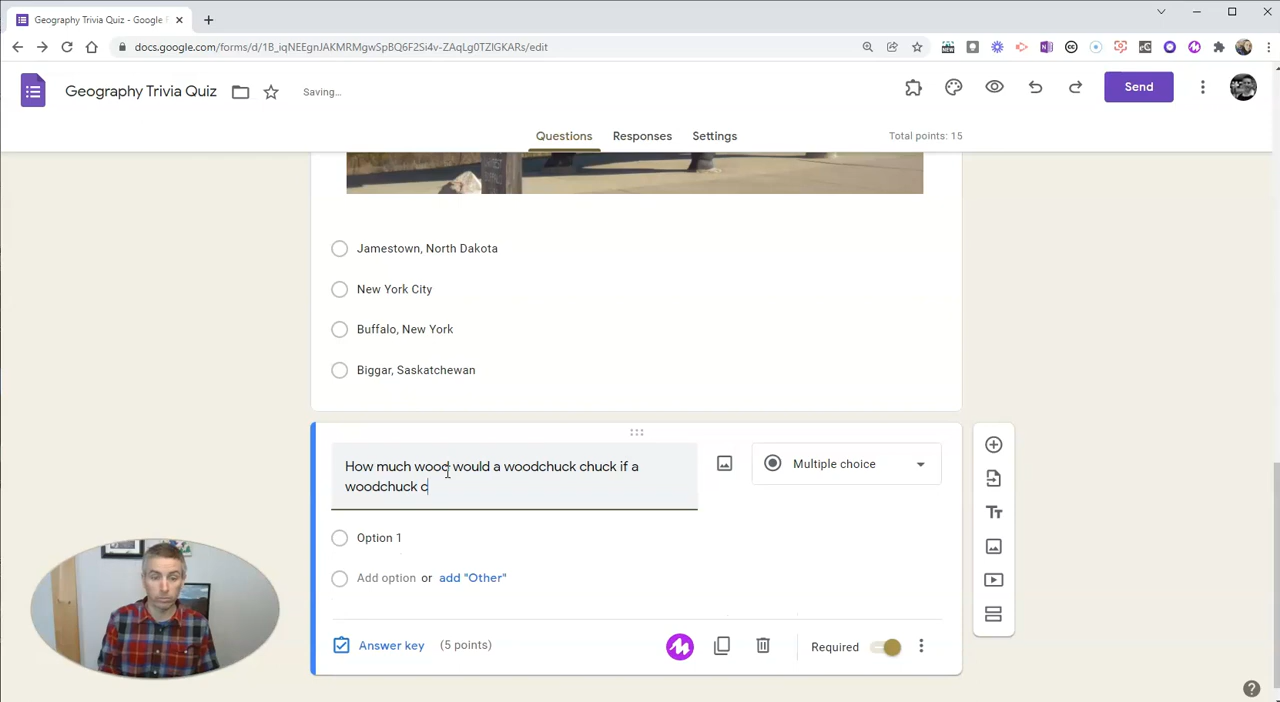 Geography Trivia Quiz - Google F
docs.google.com/forms/d/1B_iqNEEgnJAKMRMgwSpBQ6F2Si4v-ZAqLg0TZlGKARs/edit
Geography Trivia Quiz
Saving...
Send
Questions
Responses
Settings
Total points: 15
Jamestown, North Dakota
New York City
Buffalo, New York
Biggar, Saskatchewan
How much wood would a woodchuck chuck if a
woodchuck c
Multiple choice
Option 1
Add option or add "Other"
Answer key (5 points)
Required